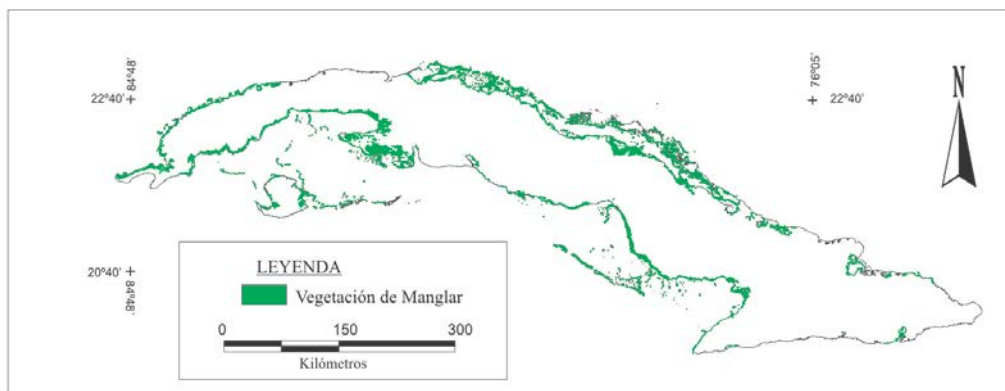 84º48'
22º40'
76º05'
22º40'
N
20º40'
84º48'
LEYENDA
Vegetación de Manglar
0 150 300
Kilómetros